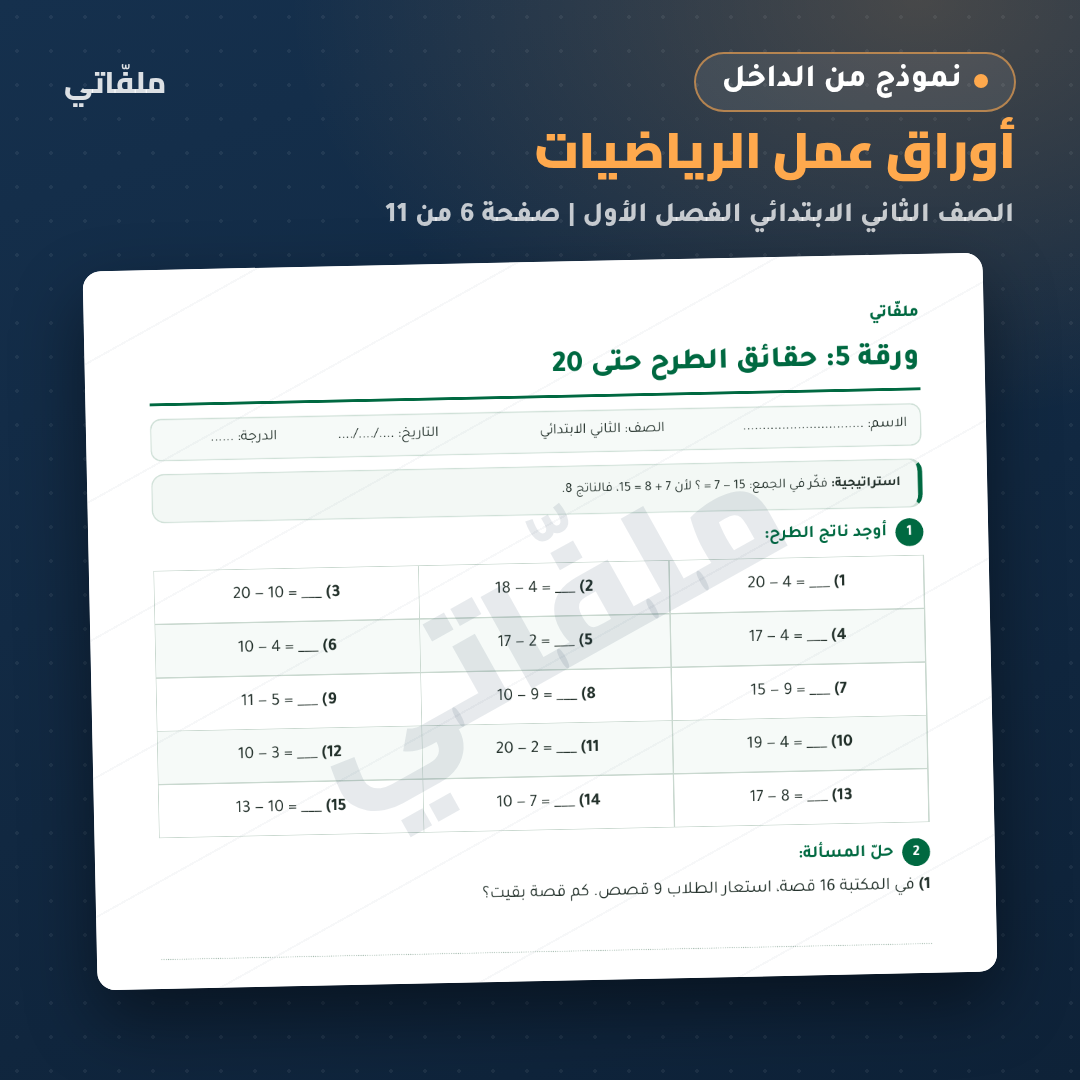 ملفّاتي
نموذج من الداخل
أوراق عمل الرياضيات
الصف الثاني الابتدائي الفصل الأول | صفحة 6 من 11
ملفّاتي
ورقة 5: حقائق الطرح حتى 20
الاسم: ............................... الصف: الثاني الابتدائي التاريخ: ..../..../.... الدرجة: ......
استراتيجية: فكّر في الجمع: 15 – 7 = ؟ لأن 7 + 8 = 15، فالناتج 8.
1 أوجد ناتج الطرح:
1) 20 – 4 = ___ 2) 18 – 4 = ___ 3) 20 – 10 = ___
4) 17 – 4 = ___ 5) 17 – 2 = ___ 6) 10 – 4 = ___
7) 15 – 9 = ___ 8) 10 – 9 = ___ 9) 11 – 5 = ___
10) 19 – 4 = ___ 11) 20 – 2 = ___ 12) 10 – 3 = ___
13) 17 – 8 = ___ 14) 10 – 7 = ___ 15) 13 – 10 = ___
2 حلّ المسألة:
1) في المكتبة 16 قصة، استعار الطلاب 9 قصص. كم قصة بقيت؟
ملفّاتي